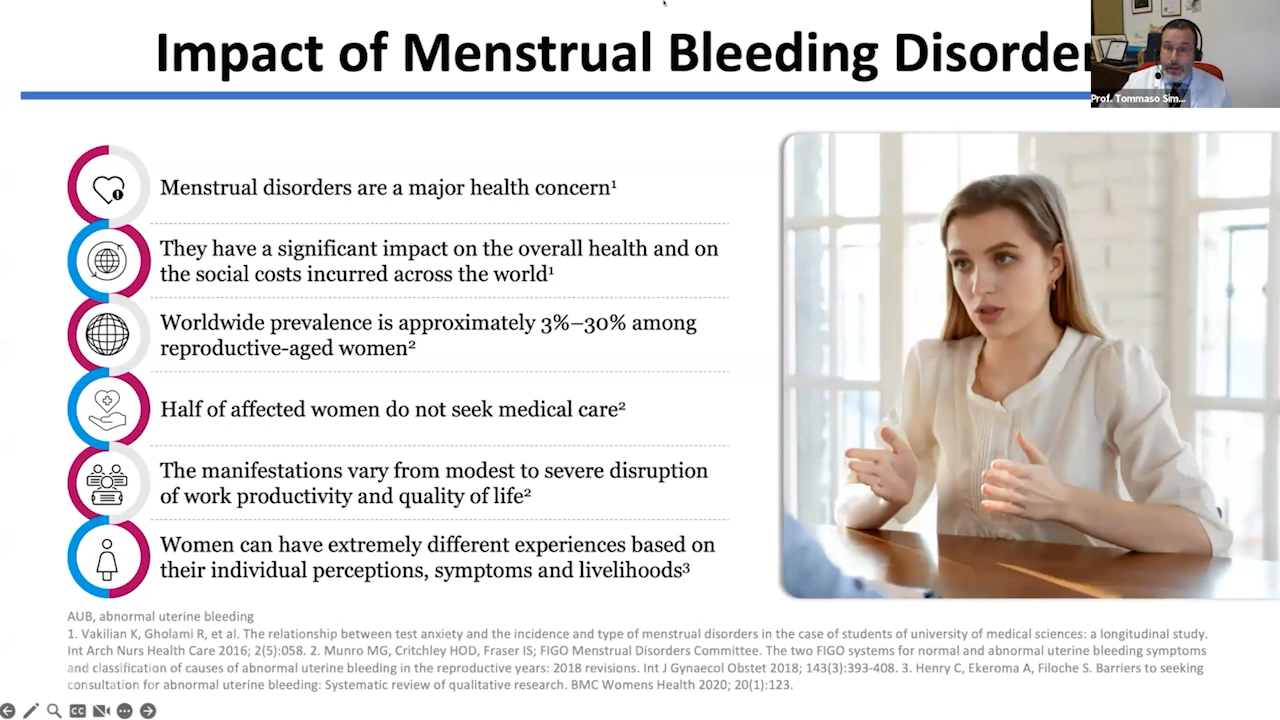 Impact of Menstrual Bleeding Disorder
Prof. Tommaso Sim...
Menstrual disorders are a major health concern¹
They have a significant impact on the overall health and on
the social costs incurred across the world¹
Worldwide prevalence is approximately 3%–30% among
reproductive-aged women²
Half of affected women do not seek medical care²
The manifestations vary from modest to severe disruption
of work productivity and quality of life²
Women can have extremely different experiences based on
their individual perceptions, symptoms and livelihoods³
AUB, abnormal uterine bleeding
1. Vakilian K, Gholami R, et al. The relationship between test anxiety and the incidence and type of menstrual disorders in the case of students of university of medical sciences: a longitudinal study.
Int Arch Nurs Health Care 2016; 2(5):058. 2. Munro MG, Critchley HOD, Fraser IS; FIGO Menstrual Disorders Committee. The two FIGO systems for normal and abnormal uterine bleeding symptoms
and classification of causes of abnormal uterine bleeding in the reproductive years: 2018 revisions. Int J Gynaecol Obstet 2018; 143(3):393-408. 3. Henry C, Ekeroma A, Filoche S. Barriers to seeking
consultation for abnormal uterine bleeding: Systematic review of qualitative research. BMC Womens Health 2020; 20(1):123.
CC